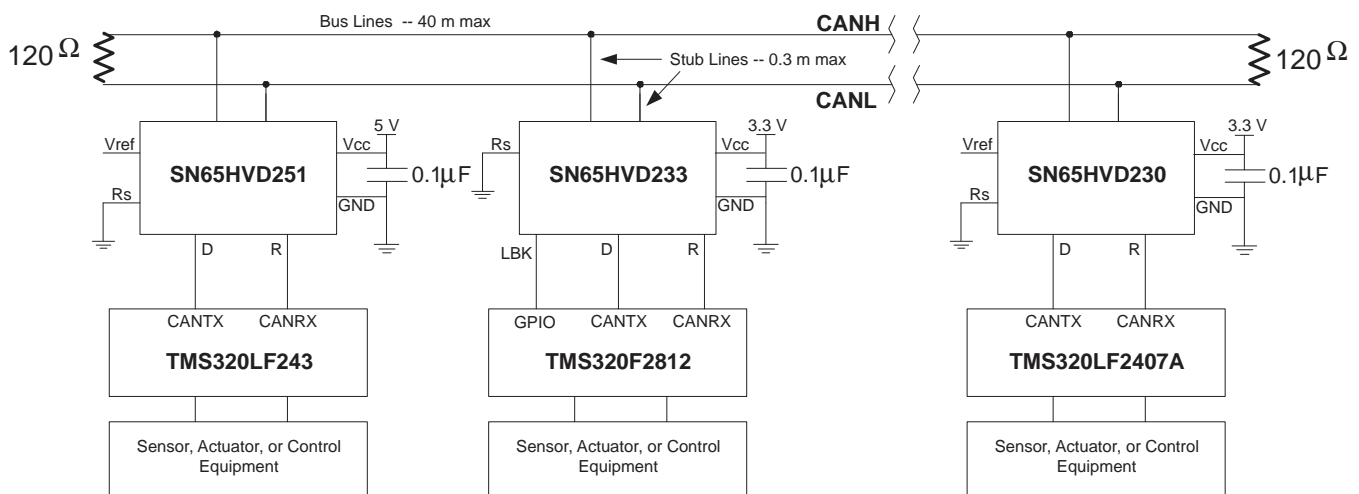 Bus Lines -- 40 m max
CANH
120 Ω
Stub Lines -- 0.3 m max
120 Ω
CANL
5 V
3.3 V
3.3 V
Vref
Vcc
Rs
Vcc
Vref
Vcc
SN65HVD251
0.1µF
SN65HVD233
0.1µF
SN65HVD230
0.1µF
Rs
GND
GND
Rs
GND
D
R
LBK
D
R
D
R
CANTX
CANRX
GPIO
CANTX
CANRX
CANTX
CANRX
TMS320LF243
TMS320F2812
TMS320LF2407A
Sensor, Actuator, or Control
Equipment
Sensor, Actuator, or Control
Equipment
Sensor, Actuator, or Control
Equipment